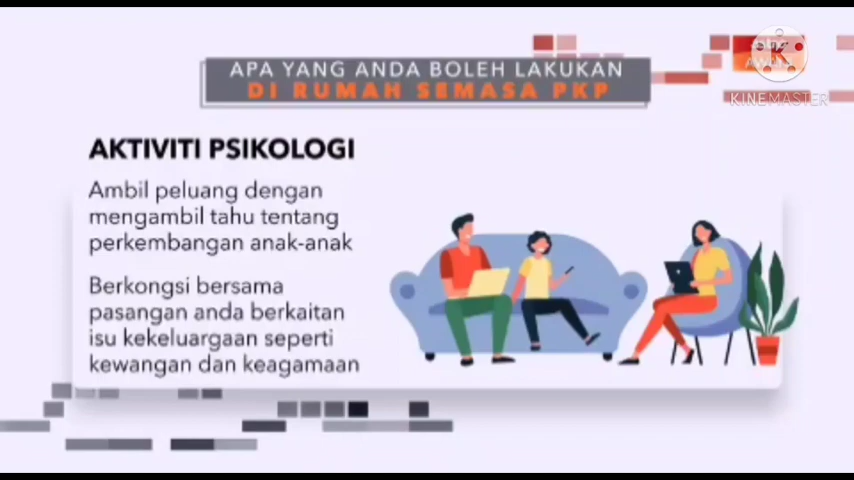 APA YANG ANDA BOLEH LAKUKAN
DI RUMAH SEMASA PKP
KINEMASTER
AKTIVITI PSIKOLOGI
Ambil peluang dengan
mengambil tahu tentang
perkembangan anak-anak
Berkongsi bersama
pasangan anda berkaitan
isu kekeluargaan seperti
kewangan dan keagamaan